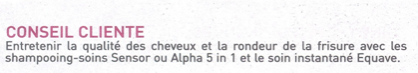 CONSEIL CLIENTE
Entretenir la qualité des cheveux et la rondeur de la frisure avec les
shampooing-soins Sensor ou Alpha 5 in 1 et le soin instantané Equave.